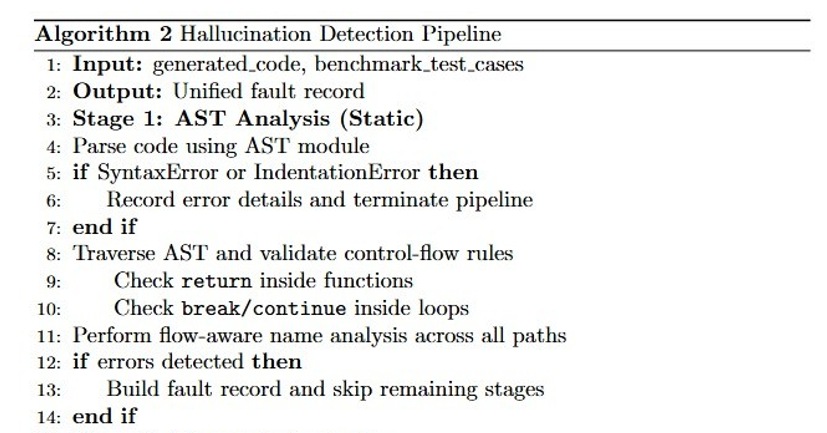 Algorithm 2 Hallucination Detection Pipeline
1: Input: generated_code, benchmark_test_cases
2: Output: Unified fault record
3: Stage 1: AST Analysis (Static)
4: Parse code using AST module
5: if SyntaxError or IndentationError then
6: Record error details and terminate pipeline
7: end if
8: Traverse AST and validate control-flow rules
9: Check return inside functions
10: Check break/continue inside loops
11: Perform flow-aware name analysis across all paths
12: if errors detected then
13: Build fault record and skip remaining stages
14: end if